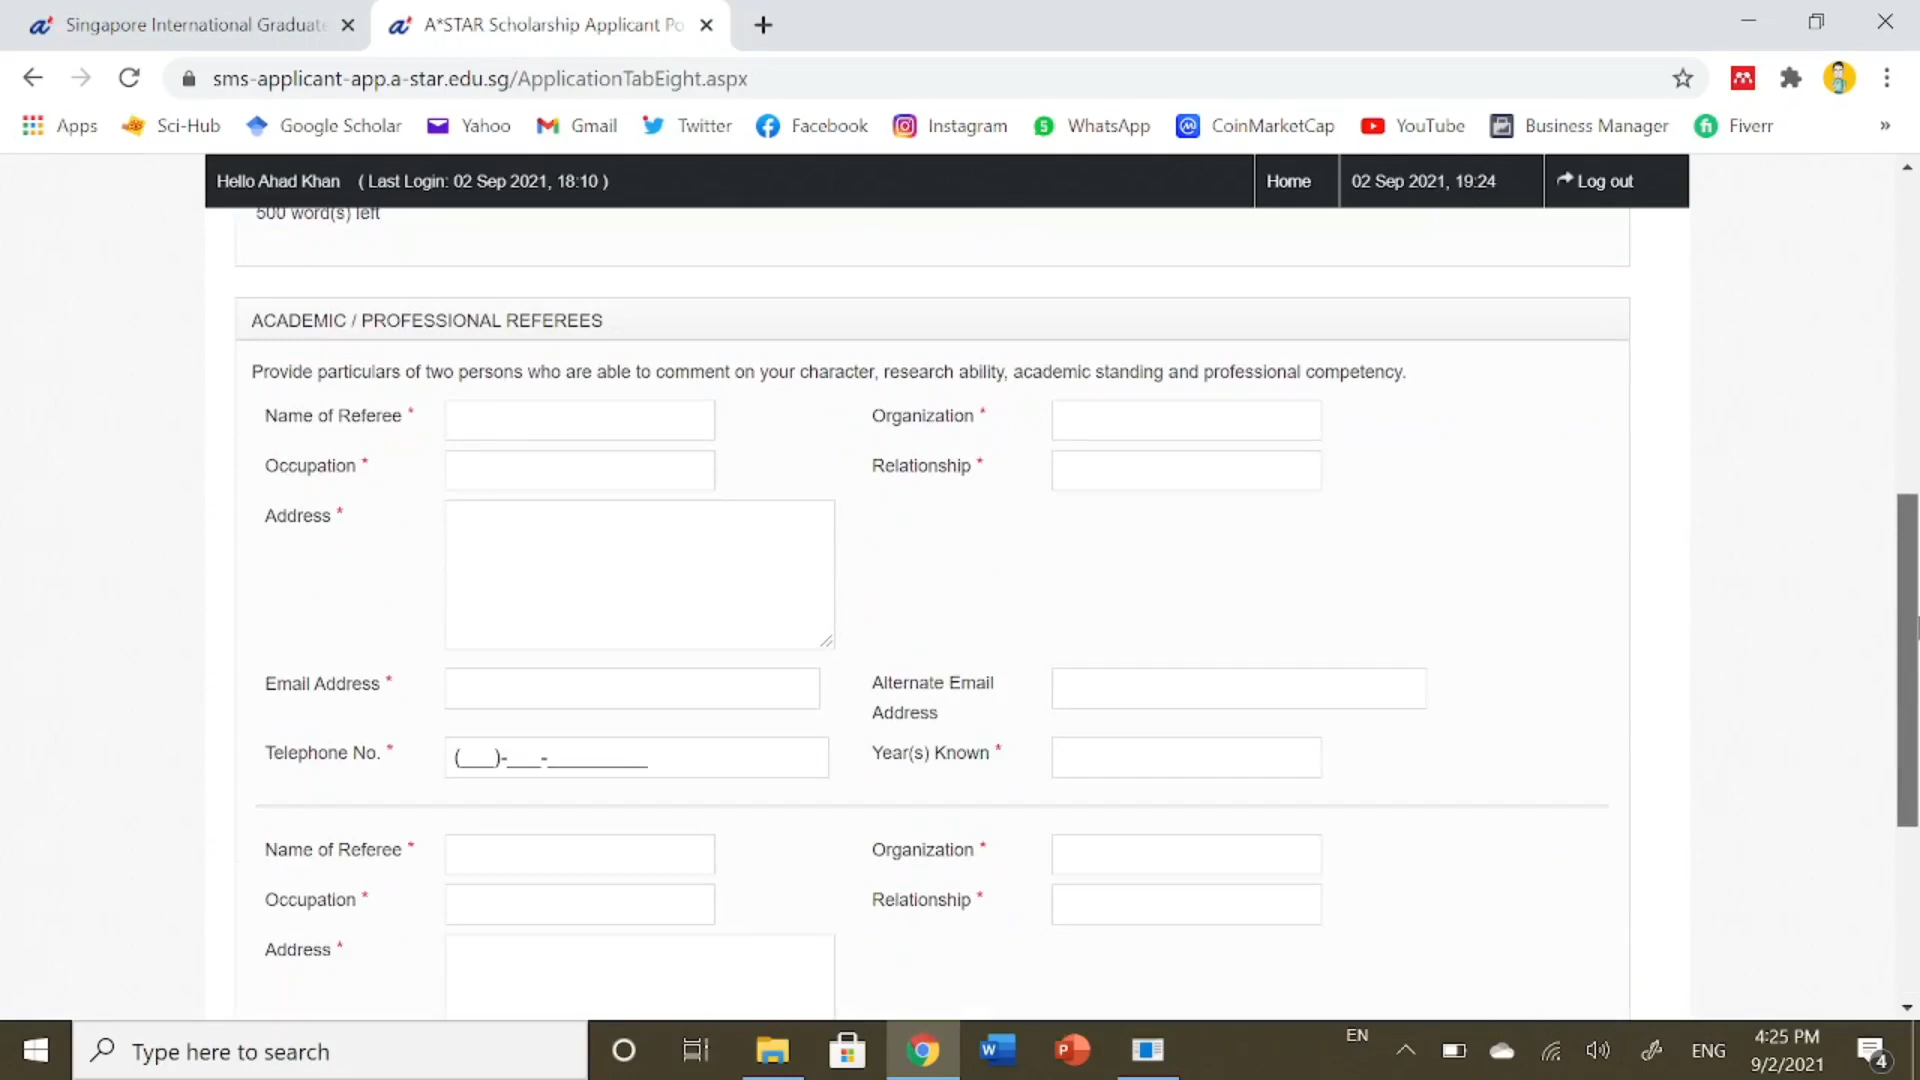 Singapore International Graduate
A*STAR Scholarship Applicant Po
sms-applicant-app.a-star.edu.sg/ApplicationTabEight.aspx
Apps Sci-Hub Google Scholar Yahoo Gmail Twitter Facebook Instagram WhatsApp CoinMarketCap YouTube Business Manager Fiverr »
Hello Ahad Khan ( Last Login: 02 Sep 2021, 18:10 ) Home 02 Sep 2021, 19:24 Log out
500 word(s) left
ACADEMIC / PROFESSIONAL REFEREES
Provide particulars of two persons who are able to comment on your character, research ability, academic standing and professional competency.
Name of Referee * Organization *
Occupation * Relationship *
Address *
Email Address * Alternate Email Address
Telephone No. * (___)-___-_________ Year(s) Known *
Name of Referee * Organization *
Occupation * Relationship *
Address *
Type here to search
EN
ENG
4:25 PM
9/2/2021
4